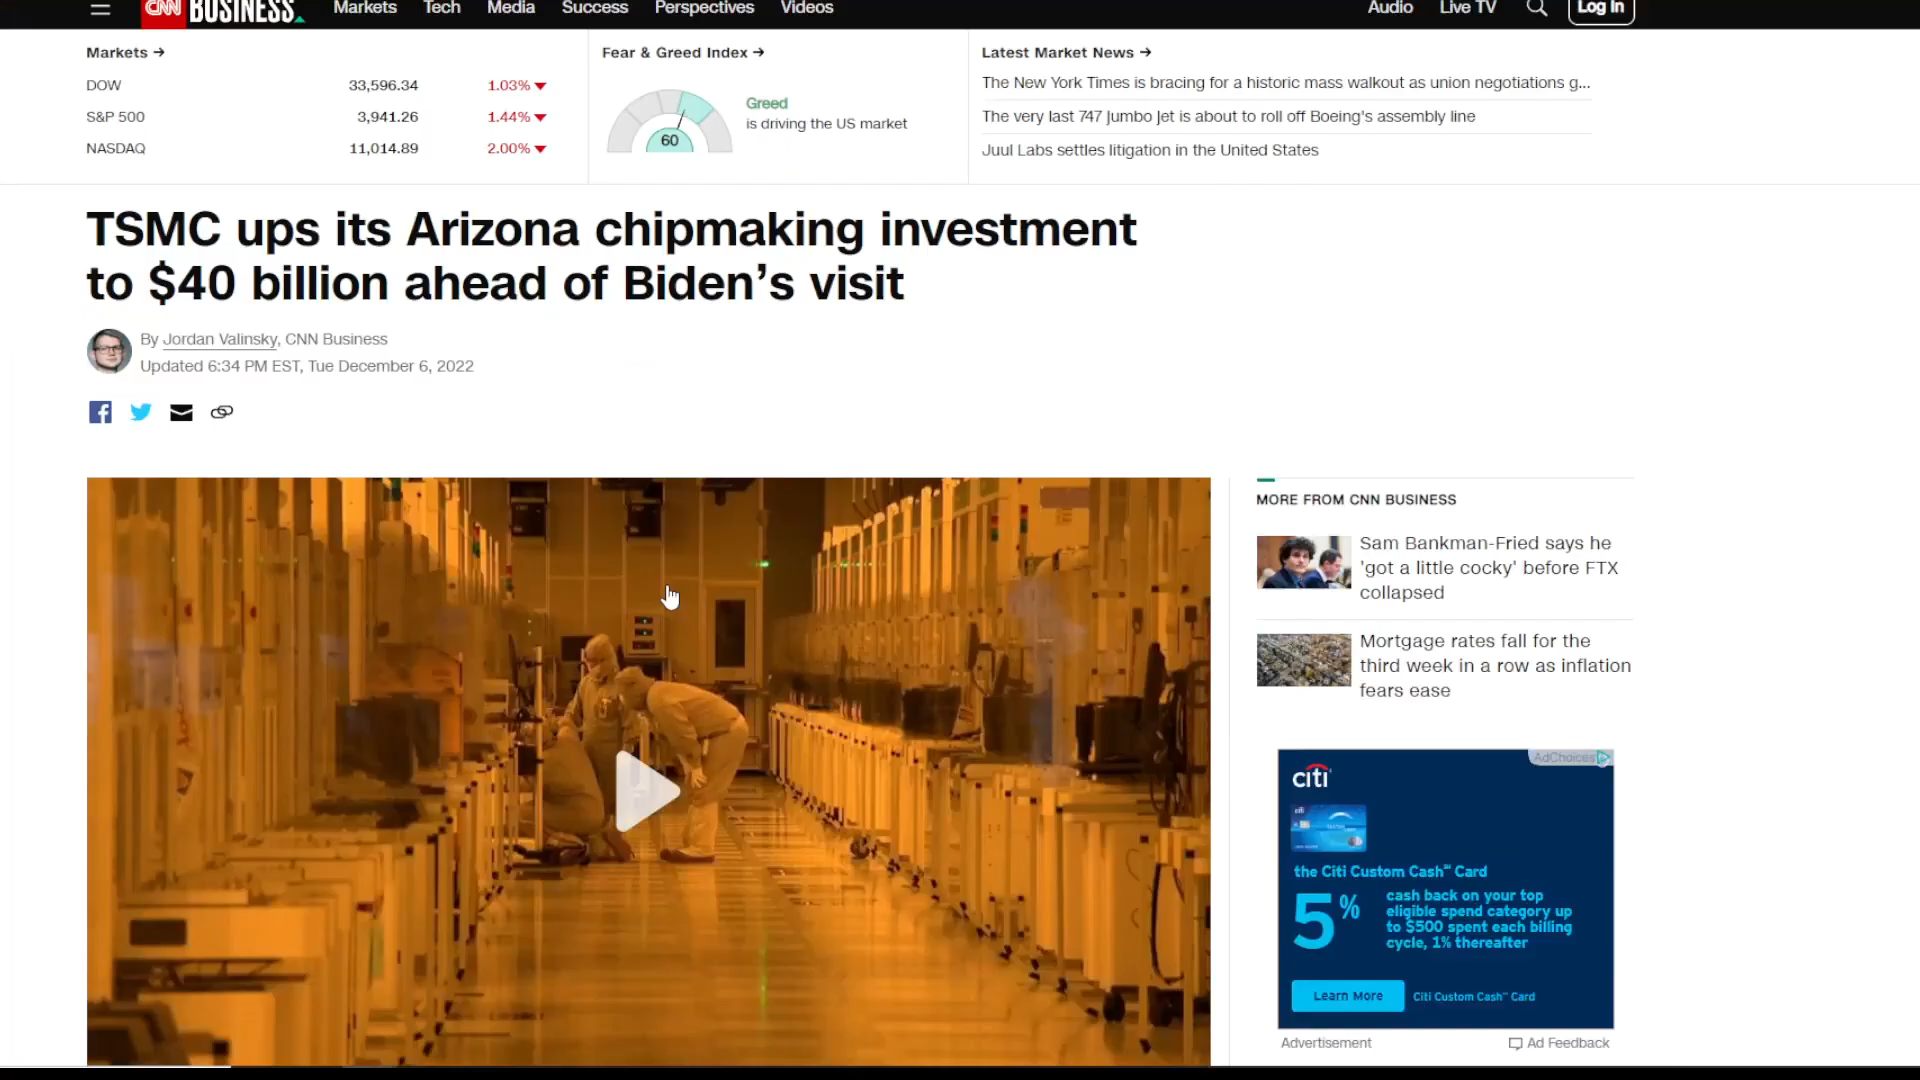 CNN BUSINESS
Markets Tech Media Success Perspectives Videos
Audio Live TV Log In
Markets →
DOW 33,596.34 1.03% ▼
S&P 500 3,941.26 1.44% ▼
NASDAQ 11,014.89 2.00% ▼
Fear & Greed Index →
60
Greed
is driving the US market
Latest Market News →
The New York Times is bracing for a historic mass walkout as union negotiations g...
The very last 747 Jumbo Jet is about to roll off Boeing's assembly line
Juul Labs settles litigation in the United States
TSMC ups its Arizona chipmaking investment
to $40 billion ahead of Biden’s visit
By Jordan Valinsky, CNN Business
Updated 6:34 PM EST, Tue December 6, 2022
MORE FROM CNN BUSINESS
Sam Bankman-Fried says he
'got a little cocky' before FTX
collapsed
Mortgage rates fall for the
third week in a row as inflation
fears ease
AdChoices
citi
citi
the Citi Custom Cash℠ Card
5%
cash back on your top
eligible spend category up
to $500 spent each billing
cycle, 1% thereafter
Learn More
Citi Custom Cash℠ Card
Advertisement
Ad Feedback